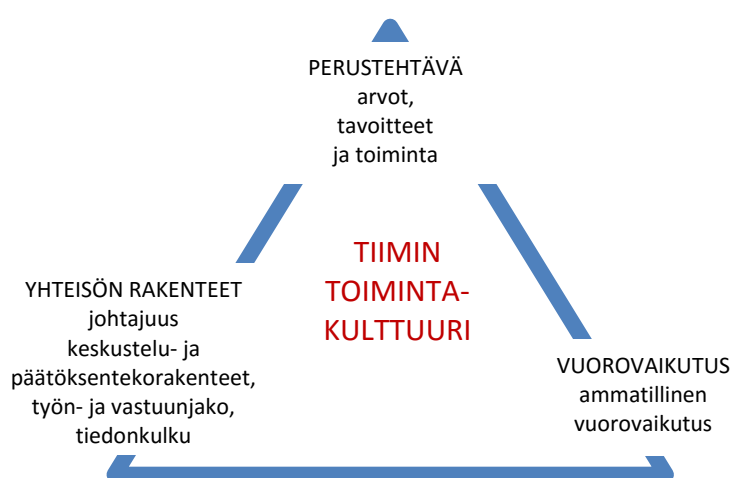 PERUSTEHTÄVÄ
arvot,
tavoitteet
ja toiminta
TIIMIN
TOIMINTA-
KULTTUURI
YHTEISÖN RAKENTEET
johtajuus
keskustelu- ja
päätöksentekorakenteet,
työn- ja vastuunjako,
tiedonkulku
VUOROVAIKUTUS
ammatillinen
vuorovaikutus